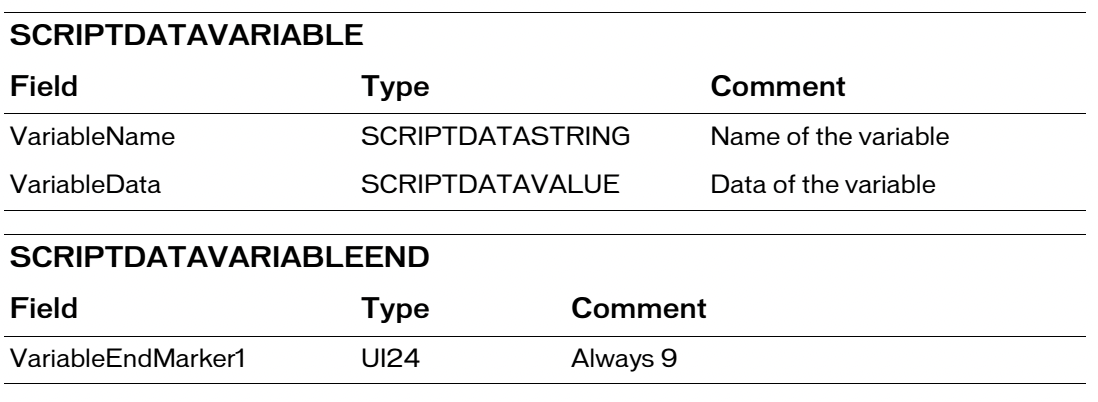 SCRIPTDATAVARIABLE
Field Type Comment
VariableName SCRIPTDATASTRING Name of the variable
VariableData SCRIPTDATAVALUE Data of the variable
SCRIPTDATAVARIABLEEND
Field Type Comment
VariableEndMarker1 UI24 Always 9